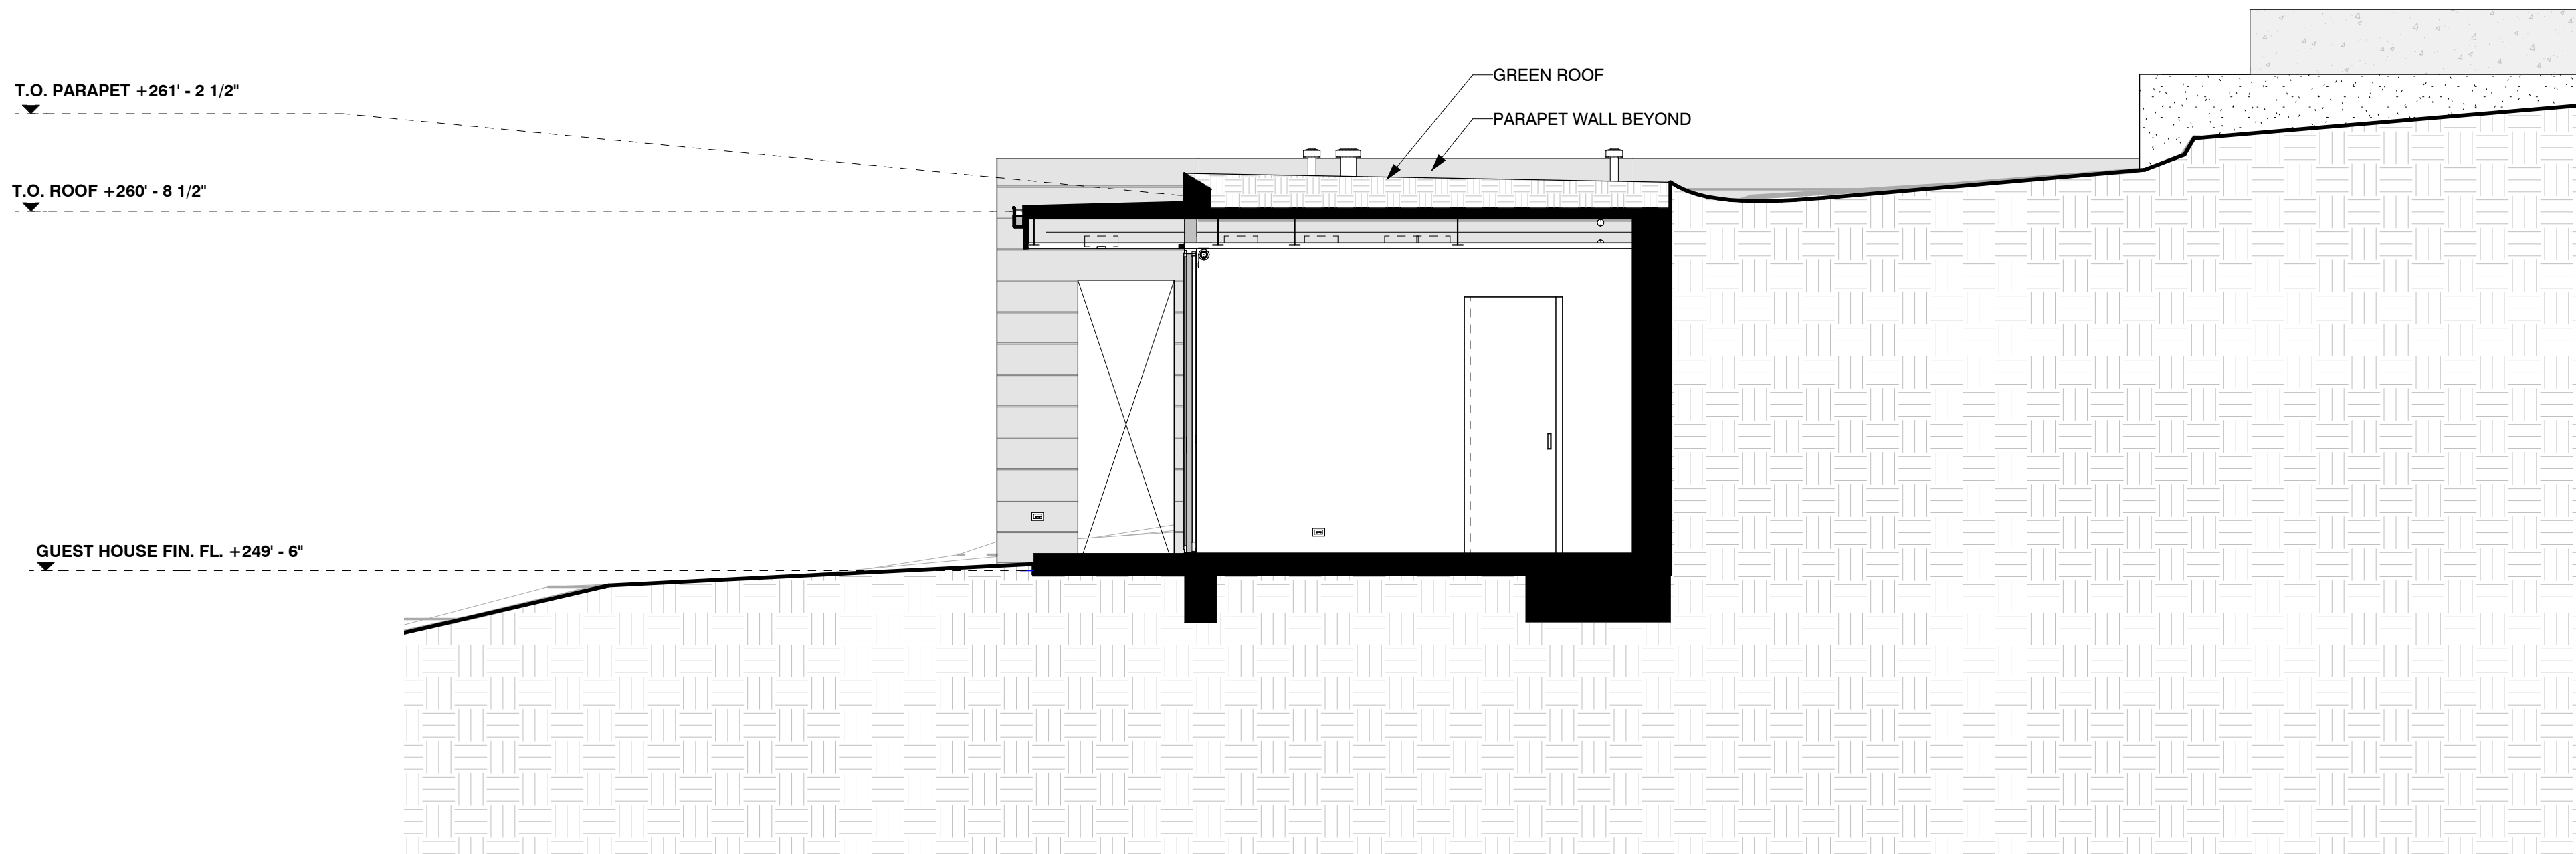 GREEN ROOF
T.O. PARAPET +261' - 2 1/2"
PARAPET WALL BEYOND
T.O. ROOF +260' - 8 1/2"
GUEST HOUSE FIN. FL. +249' - 6"